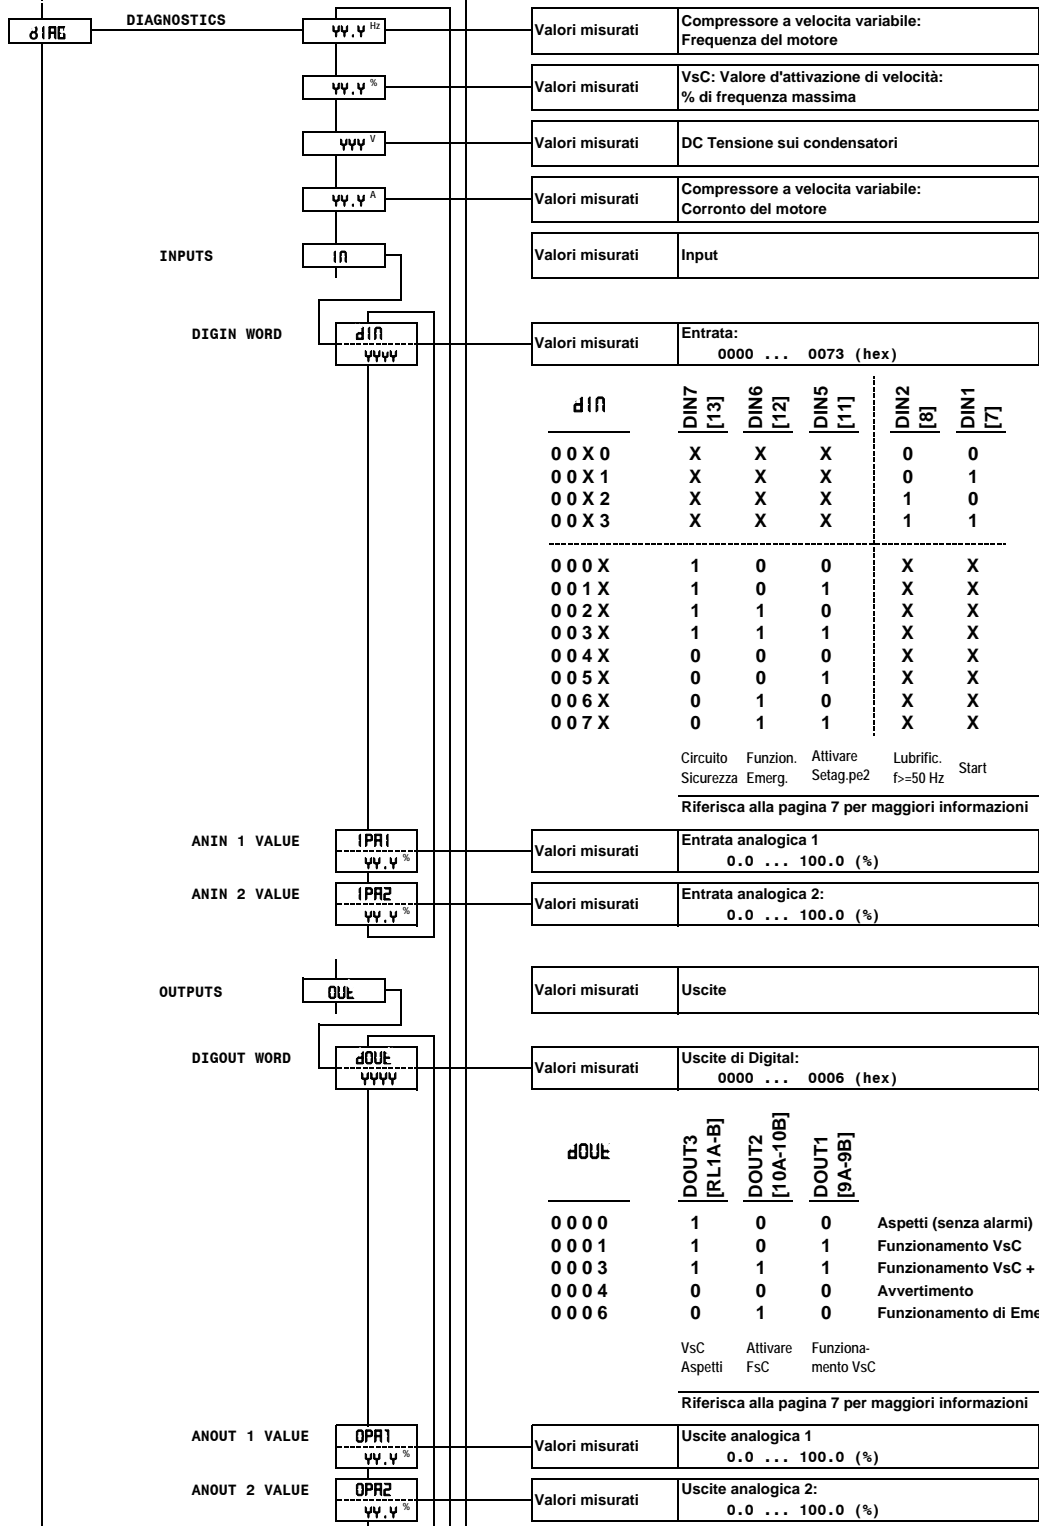 dIAG DIAGNOSTICS YY.Y Hz Valori misurati Compressore a velocita variabile:
Frequenza del motore
YY.Y % Valori misurati VsC: Valore d'attivazione di velocità:
% di frequenza massima
YYY V Valori misurati DC Tensione sui condensatori
YY.Y A Valori misurati Compressore a velocita variabile:
Corronto del motore
INPUTS In Valori misurati Input
DIGIN WORD dIn YYYY Valori misurati Entrata:
0000 ... 0073 (hex)
dIn DIN7 [13] DIN6 [12] DIN5 [11] DIN2 [8] DIN1 [7]
0 0 X 0 X X X 0 0
0 0 X 1 X X X 0 1
0 0 X 2 X X X 1 0
0 0 X 3 X X X 1 1
0 0 0 X 1 0 0 X X
0 0 1 X 1 0 1 X X
0 0 2 X 1 1 0 X X
0 0 3 X 1 1 1 X X
0 0 4 X 0 0 0 X X
0 0 5 X 0 0 1 X X
0 0 6 X 0 1 0 X X
0 0 7 X 0 1 1 X X
Circuito Funzion. Attivare Lubrific. Start
Sicurezza Emerg. Setag.pe2 f>=50 Hz
Riferisca alla pagina 7 per maggiori informazioni
ANIN 1 VALUE IPA1 YY.Y % Valori misurati Entrata analogica 1
0.0 ... 100.0 (%)
ANIN 2 VALUE IPA2 YY.Y % Valori misurati Entrata analogica 2:
0.0 ... 100.0 (%)
OUTPUTS OUt Valori misurati Uscite
DIGOUT WORD dOUt YYYY Valori misurati Uscite di Digital:
0000 ... 0006 (hex)
dOUt DOUT3 [RL1A-B] DOUT2 [10A-10B] DOUT1 [9A-9B]
0 0 0 0 1 0 0 Aspetti (senza alarmi)
0 0 0 1 1 0 1 Funzionamento VsC
0 0 0 3 1 1 1 Funzionamento VsC +
0 0 0 4 0 0 0 Avvertimento
0 0 0 6 0 1 0 Funzionamento di Eme
VsC Attivare Funziona-
Aspetti FsC mento VsC
Riferisca alla pagina 7 per maggiori informazioni
ANOUT 1 VALUE OPA1 YY.Y % Valori misurati Uscite analogica 1
0.0 ... 100.0 (%)
ANOUT 2 VALUE OPA2 YY.Y % Valori misurati Uscite analogica 2:
0.0 ... 100.0 (%)